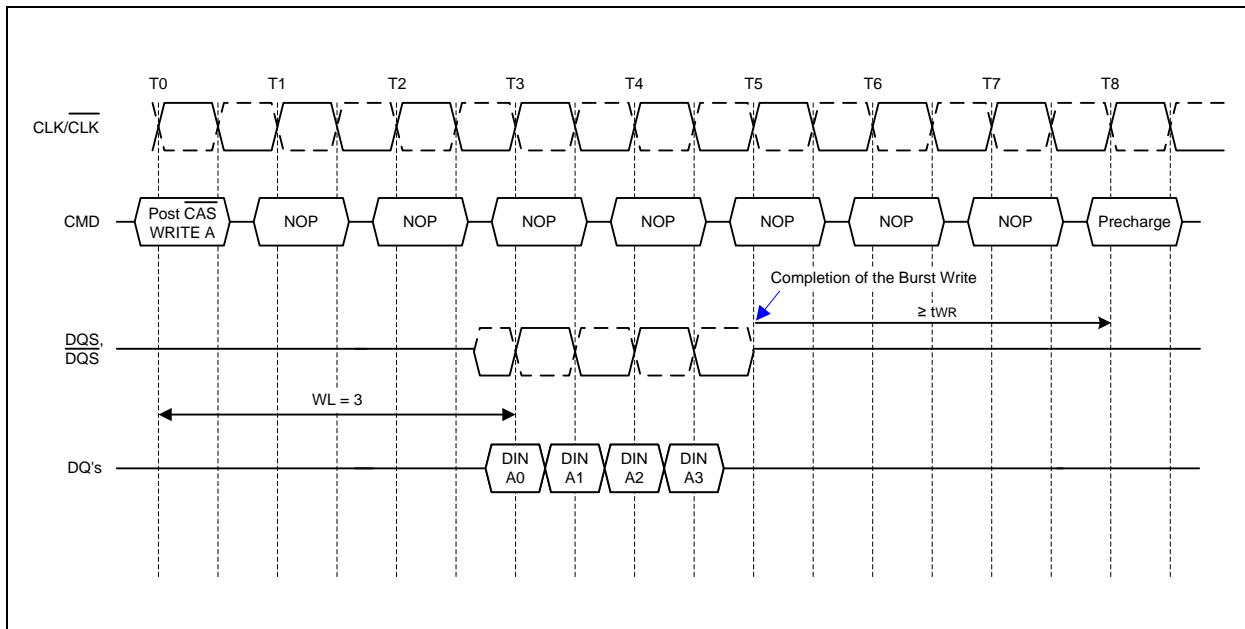 T0 T1 T2 T3 T4 T5 T6 T7 T8
CLK/CLK
CMD
Post CAS
WRITE A
NOP NOP NOP NOP NOP NOP NOP Precharge
Completion of the Burst Write
≥ tWR
DQS,
DQS
WL = 3
DQ's
DIN DIN DIN DIN
A0 A1 A2 A3